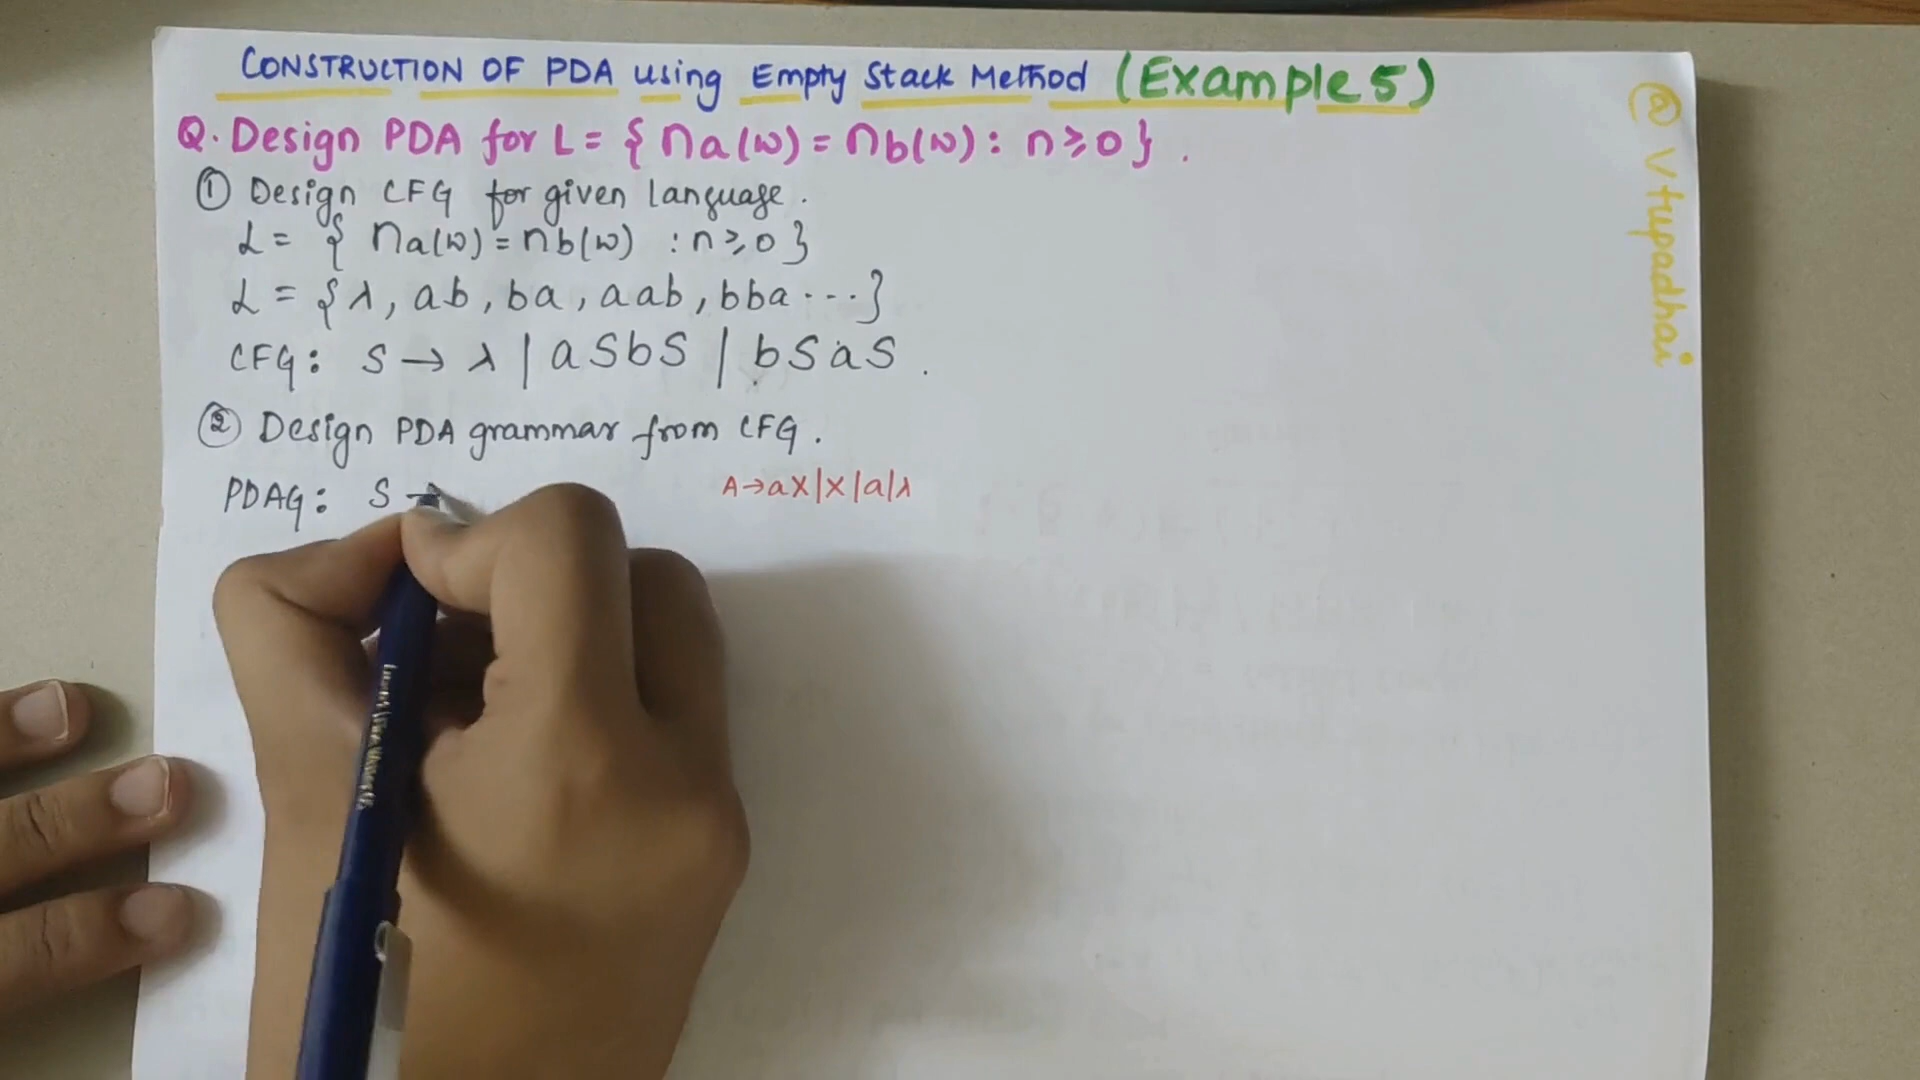 CONSTRUCTION OF PDA using Empty Stack Method (Example 5)
Q. Design PDA for L = { na(w) = nb(w) : n ≥ 0 } .
① Design CFG for given language .
L = { na(w) = nb(w) : n ≥ 0 }
L = { λ, ab, ba, aab, bba ... }
CFG: S → λ | aSbS | bSaS .
② Design PDA grammar from CFG .
PDAG: S →
A → aX | X | a | λ
@ Vtupadhai